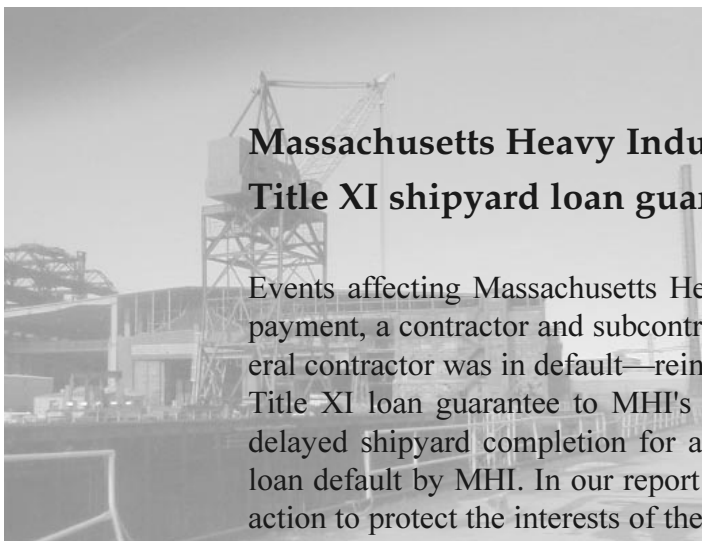 Massachusetts Heavy Indu
Title XI shipyard loan guar
Events affecting Massachusetts He
payment, a contractor and subcontr
eral contractor was in default—rein
Title XI loan guarantee to MHI's
delayed shipyard completion for a
loan default by MHI. In our report
action to protect the interests of the